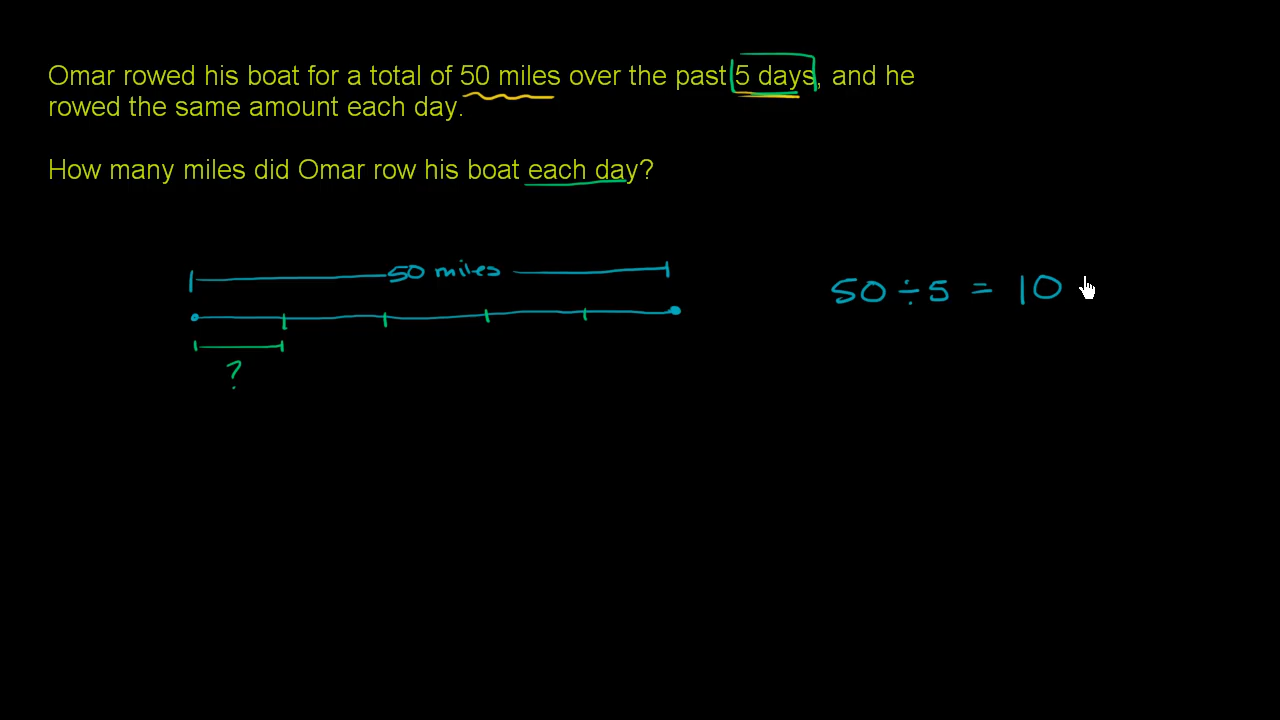 Omar rowed his boat for a total of 50 miles over the past 5 days, and he
rowed the same amount each day.
How many miles did Omar row his boat each day?
50 miles
50 ÷ 5 = 10
?